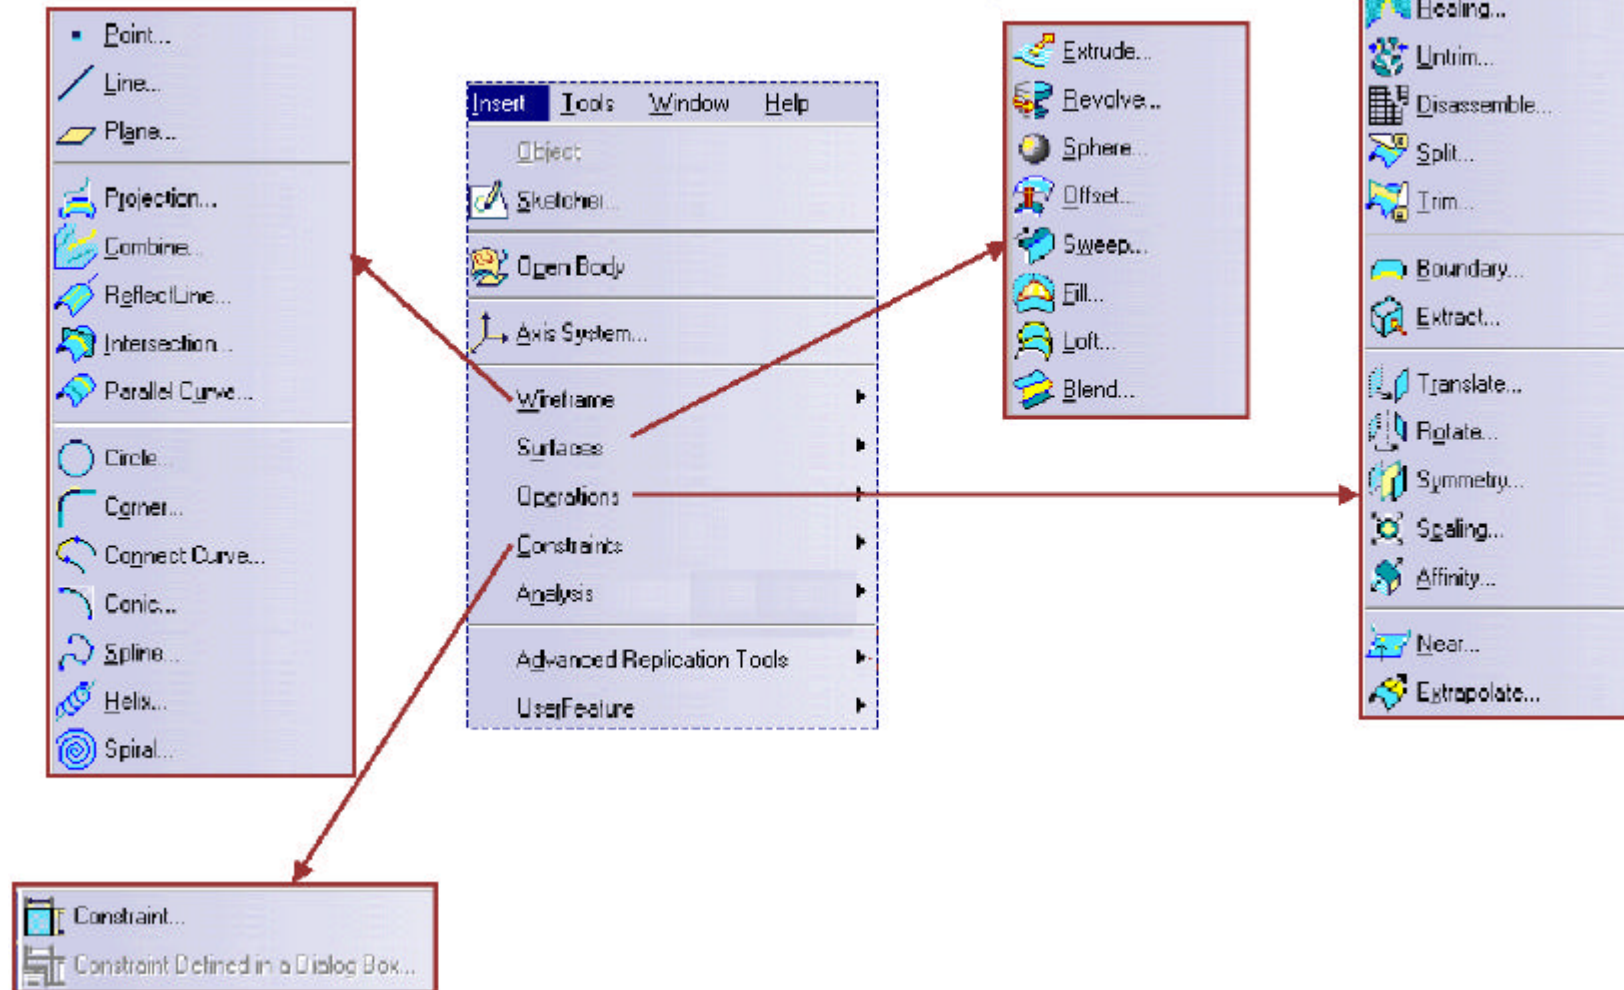 Point...
Line...
Plane...
Projection...
Combine...
ReflectLine...
Intersection...
Parallel Curve...
Circle...
Corner...
Connect Curve...
Conic...
Spline...
Helix...
Spiral...
Insert Tools Window Help
Object
Sketcher...
Open Body
Axis System...
Wireframe
Surfaces
Operations
Constraints
Analysis
Advanced Replication Tools
UserFeature
Extrude...
Revolve...
Sphere...
Offset...
Sweep...
Fill...
Loft...
Blend...
Healing...
Untrim...
Disassemble...
Split...
Trim...
Boundary...
Extract...
Translate...
Rotate...
Symmetry...
Scaling...
Affinity...
Near...
Extrapolate...
Constraint...
Constraint Defined in a Dialog Box...